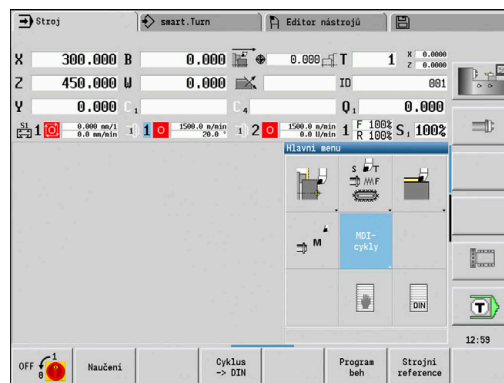 Stroj smart.Turn Editor nástrojů
X 300.000 B 0.000 0.000 T 1 X 0.0000
Z 0.0000
Z 450.000 U 0.000 ID 001
Y 0.000 C1 C4 Q1 0.000
S1 1 0.000 mm/1 1) 1 1500.0 m/min 1) 2 1500.0 m/min 1 F 100% S1 100%
0.0 mm/min 20.0 ° 0.0 U/min R 100%
Hlavní menu
S T
M F
M MDI-
cykly
DIN
T
12:59
OFF 1 0 Naučení Cyklus
-> DIN Program
beh Strojní
reference